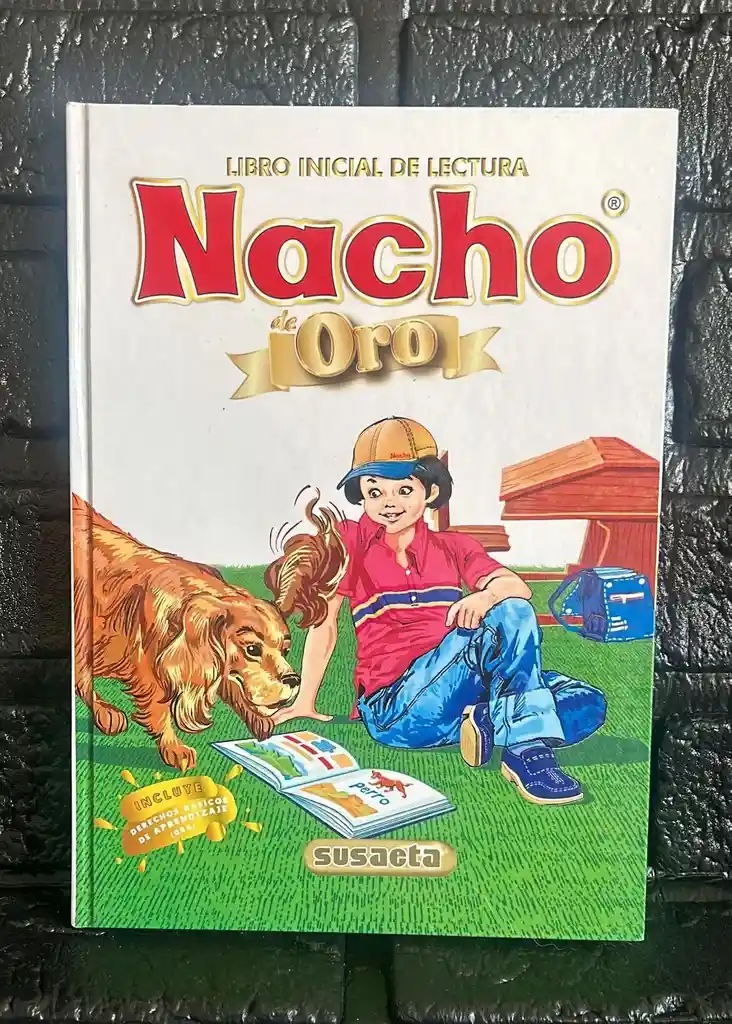 LIBRO INICIAL DE LECTURA
Nacho®
de Oro
Nacho
perro
INCLUYE
DERECHOS BÁSICOS
DE APRENDIZAJE
(DBA)
susaeta